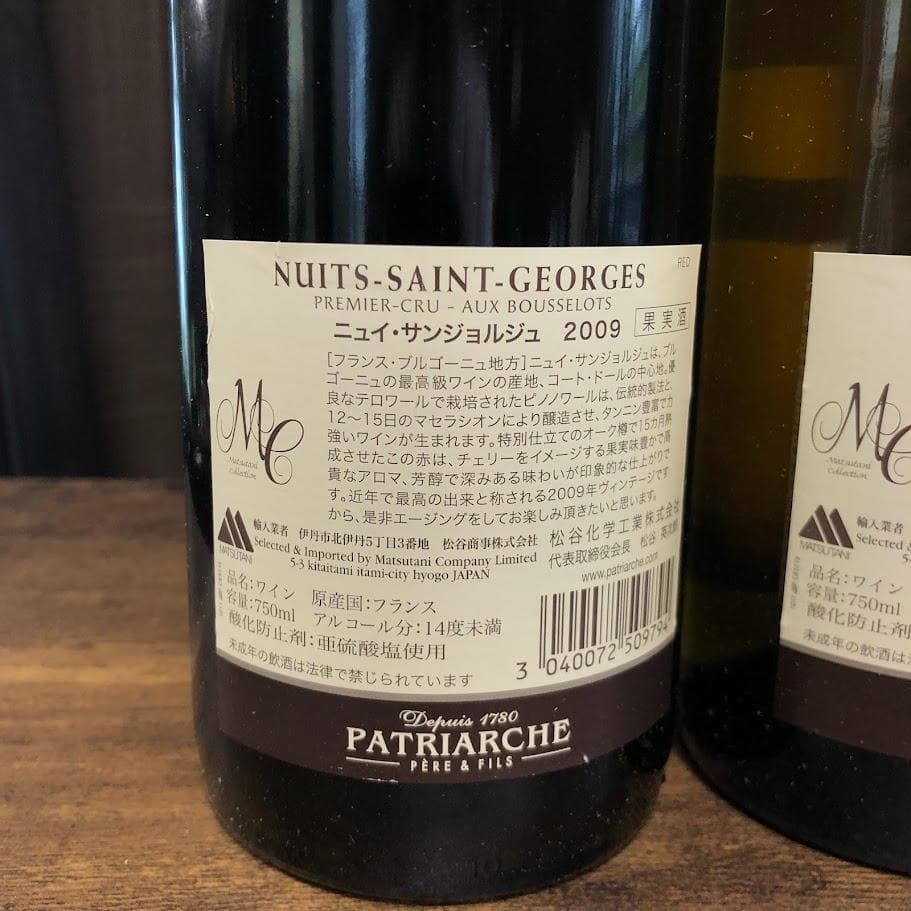 NUITS-SAINT-GEORGES
RED
PREMIER-CRU - AUX BOUSSELOTS
ニュイ・サンジョルジュ 2009 果実酒
[フランス・ブルゴーニュ地方]ニュイ・サンジョルジュは、ブル
ゴーニュの最高級ワインの産地、コート・ドールの中心地。優
良なテロワールで栽培されたピノノワールは、伝統的製法と、
12〜15日のマセラシオンにより醸造させ、タンニン豊富で力
強いワインが生まれます。特別仕立てのオーク樽で15カ月熟
成させたこの赤は、チェリーをイメージする果実味豊かで高
貴なアロマ、芳醇で深みある味わいが印象的な仕上がりで
す。近年で最高の出来と称される2009年ヴィンテージです
から、是非エージングをしてお楽しみ頂きたいと思います。
MC
Matsutani
Collection
松谷化学工業株式会社
代表取締役会長 松谷
MATSUTANI
輸入業者 伊丹市北伊丹5丁目3番地 松谷商事株式会社
Selected & Imported by Matsutani Company Limited
5-3 kitaitami itami-city hyogo JAPAN
www.patriarche.com
品名:ワイン 原産国:フランス
容量:750ml アルコール分:14度未満
酸化防止剤:亜硫酸塩使用
未成年の飲酒は法律で禁じられています
3 040072 509794
Depuis 1780
PATRIARCHE
PÈRE & FILS
MC
Matsutani
Collection
MATSUTANI
輸入業者
Selected &
5-3
品名:ワイン
容量:750ml
酸化防止剤
未成年の飲酒は